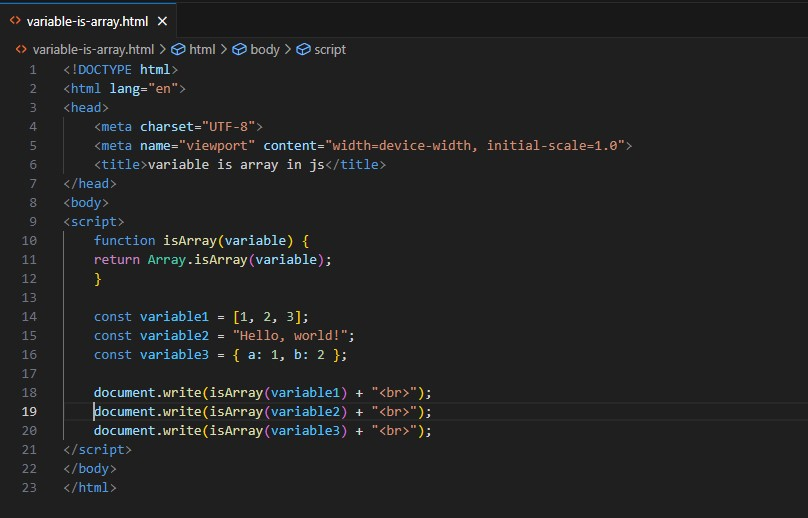 variable-is-array.html
variable-is-array.html > html > body > script
1 <!DOCTYPE html>
2 <html lang="en">
3 <head>
4     <meta charset="UTF-8">
5     <meta name="viewport" content="width=device-width, initial-scale=1.0">
6     <title>variable is array in js</title>
7 </head>
8 <body>
9 <script>
10     function isArray(variable) {
11     return Array.isArray(variable);
12     }
13
14     const variable1 = [1, 2, 3];
15     const variable2 = "Hello, world!";
16     const variable3 = { a: 1, b: 2 };
17
18     document.write(isArray(variable1) + "<br>");
19     document.write(isArray(variable2) + "<br>");
20     document.write(isArray(variable3) + "<br>");
21 </script>
22 </body>
23 </html>